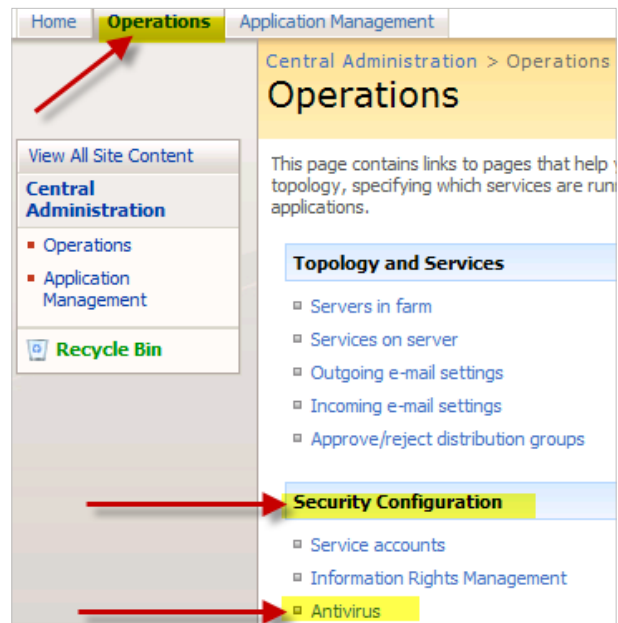 Home Operations Application Management
Central Administration > Operations
Operations
View All Site Content
Central
Administration
Operations
Application
Management
Recycle Bin
This page contains links to pages that help
topology, specifying which services are
applications.
Topology and Services
Servers in farm
Services on server
Outgoing e-mail settings
Incoming e-mail settings
Approve/reject distribution groups
Security Configuration
Service accounts
Information Rights Management
Antivirus